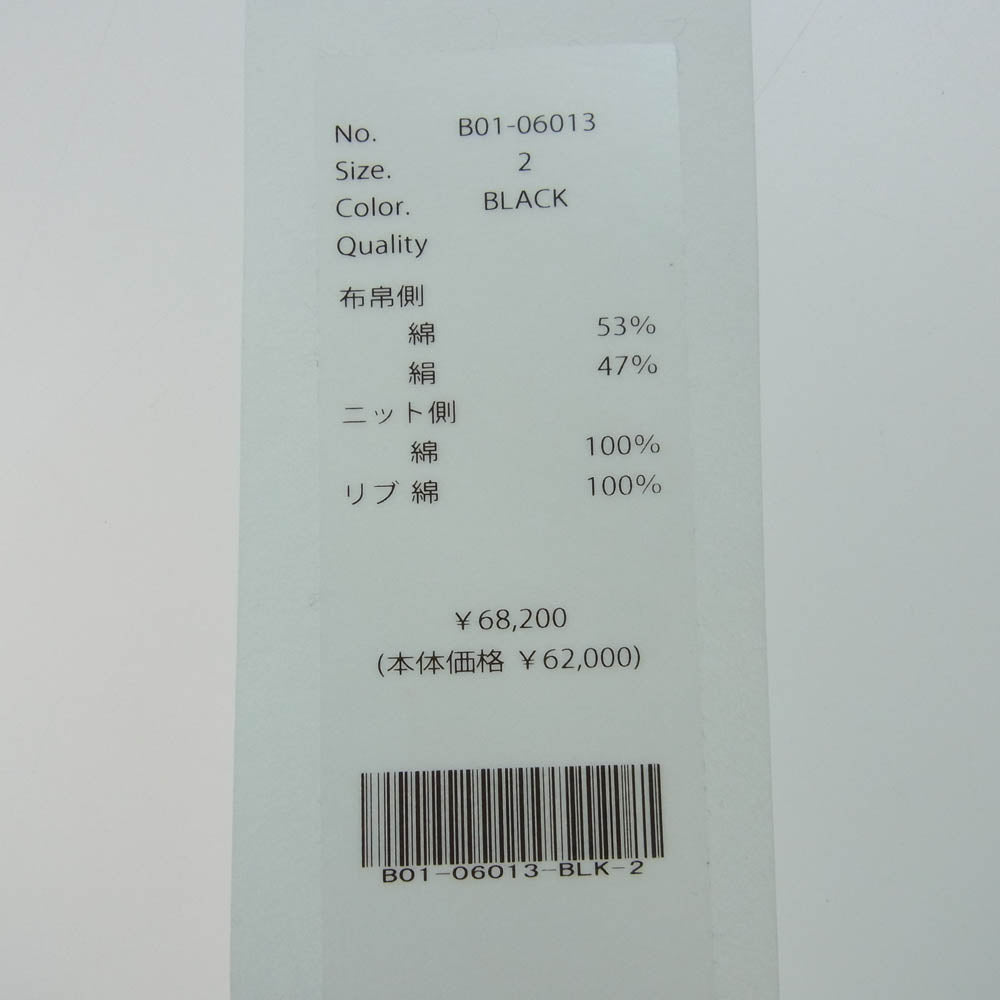 No. B01-06013
Size. 2
Color. BLACK
Quality
布帛側
綿 53%
絹 47%
ニット側
綿 100%
リブ 綿 100%
￥68,200
(本体価格 ￥62,000)
B01-06013-BLK-2